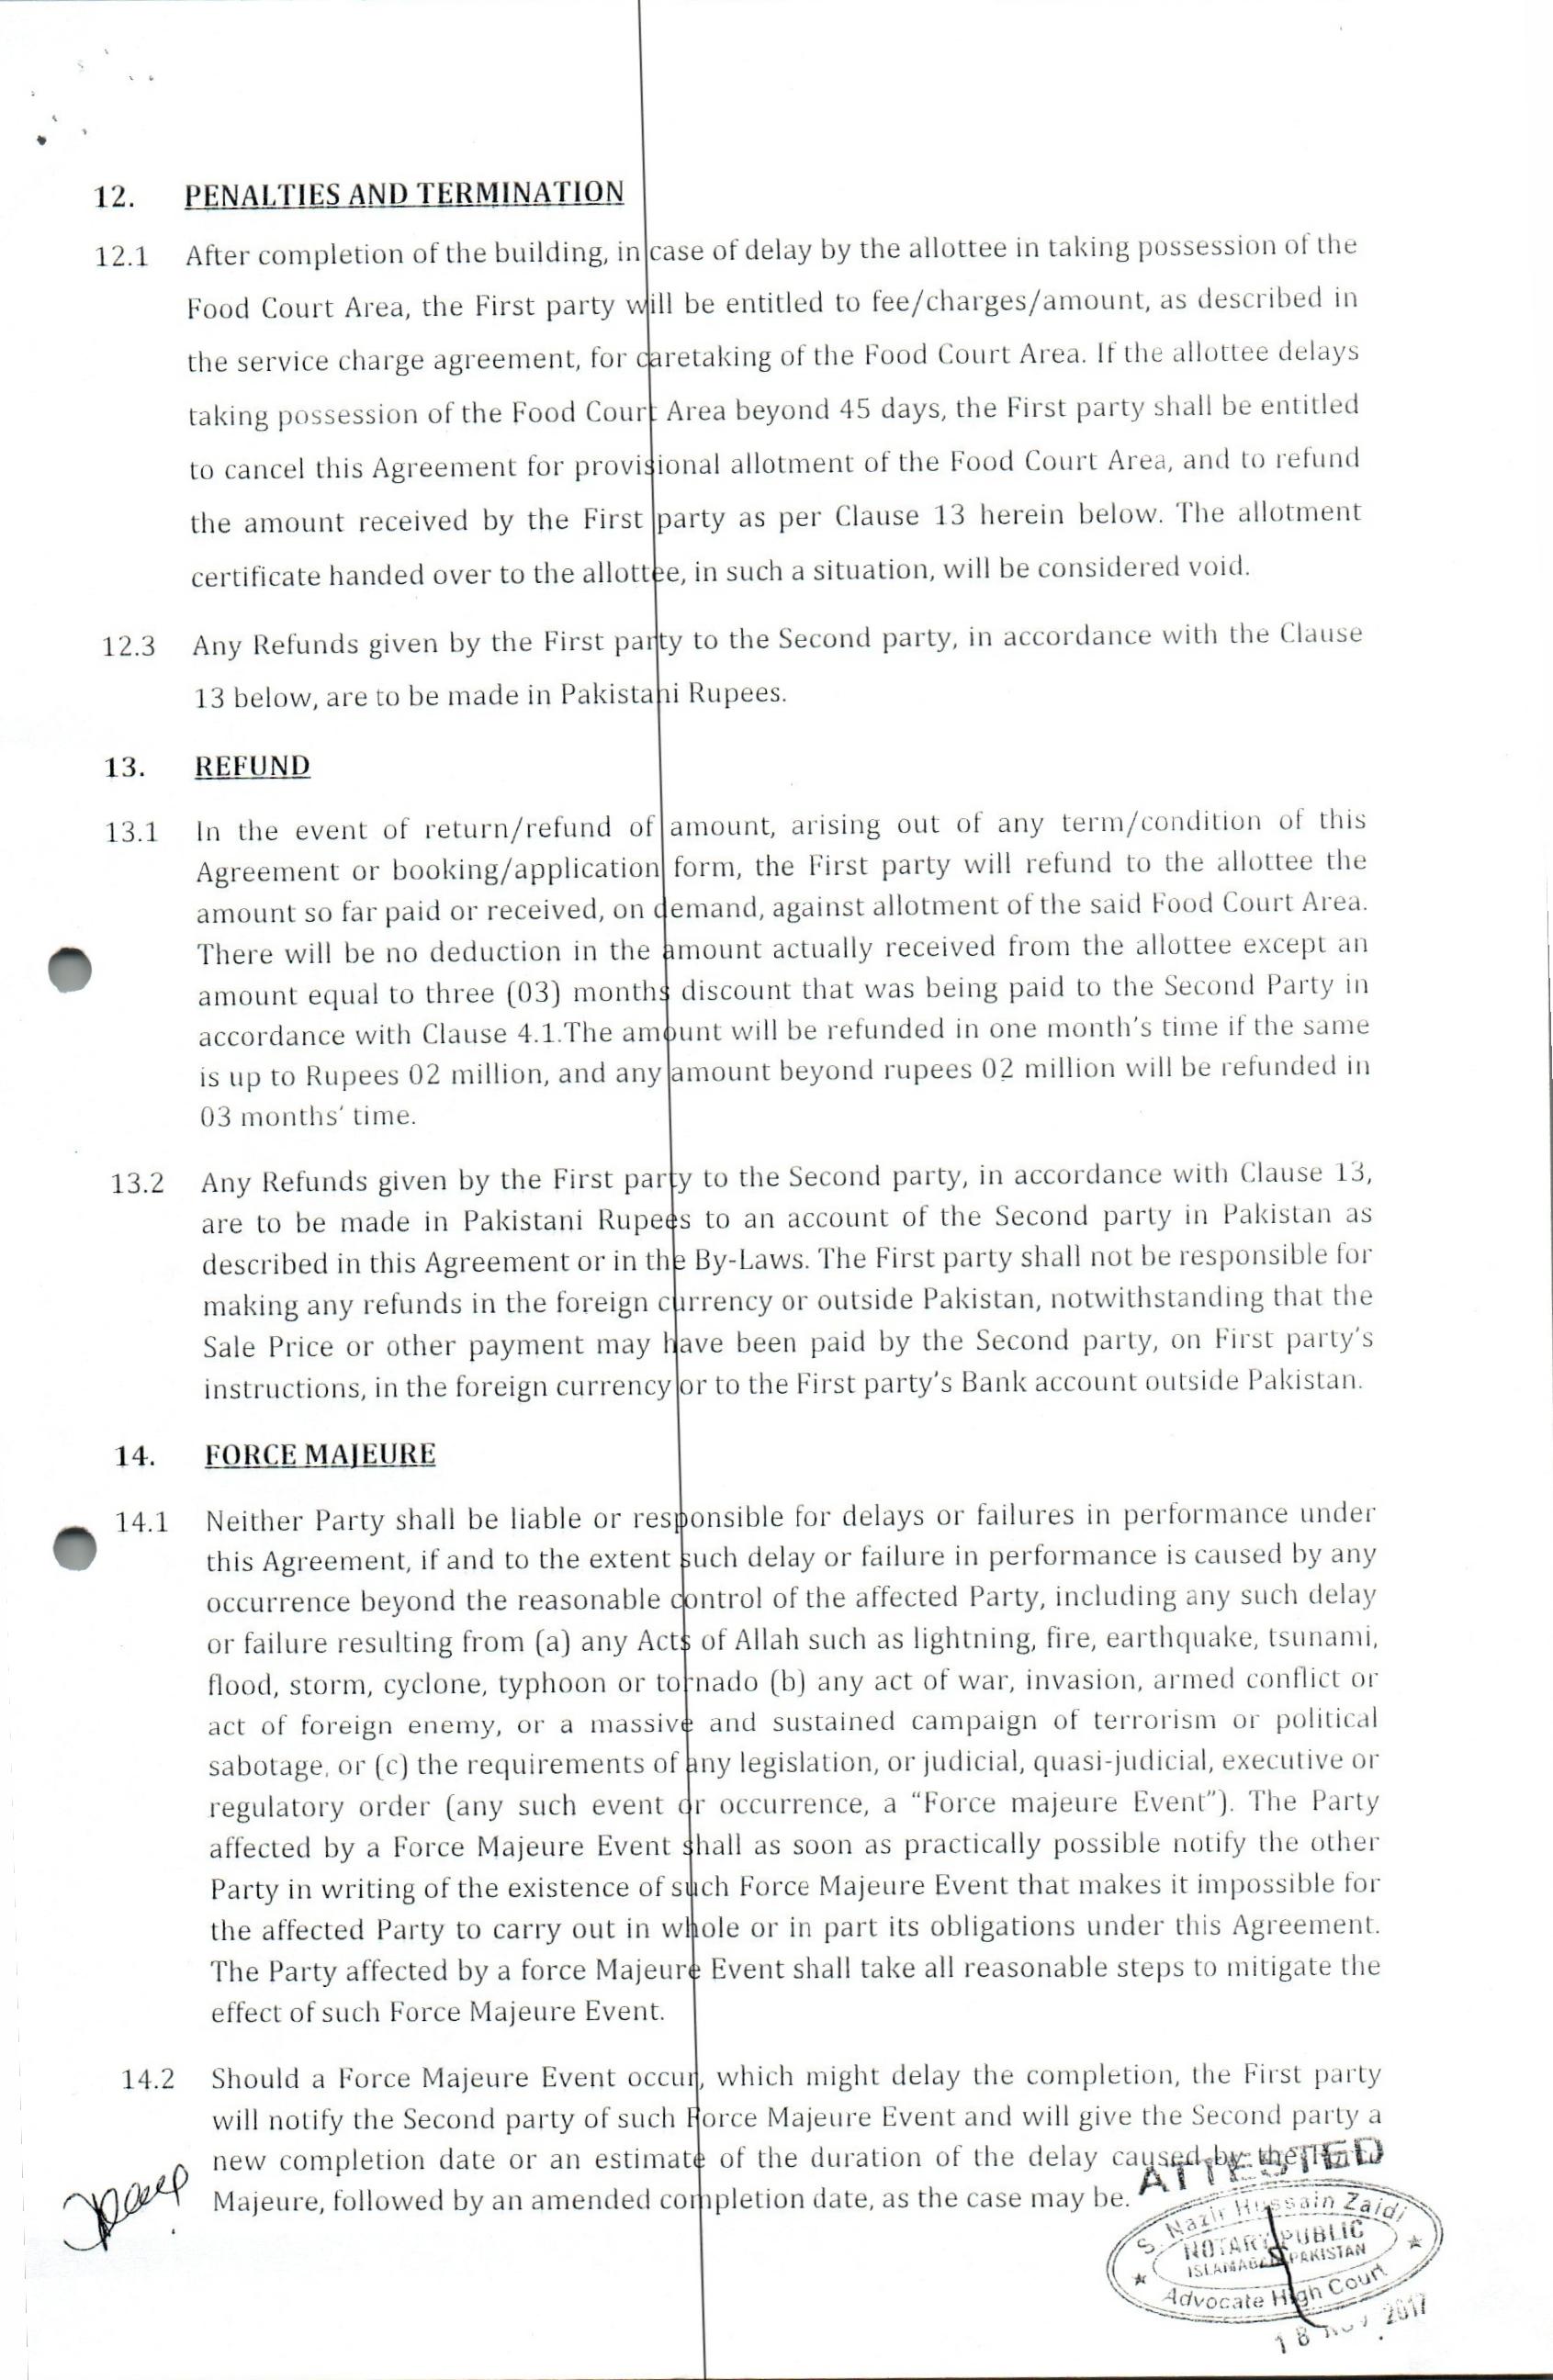 12. PENALTIES AND TERMINATION
12.1 After completion of the building, in case of delay by the allottee in taking possession of the
Food Court Area, the First party will be entitled to fee/charges/amount, as described in
the service charge agreement, for caretaking of the Food Court Area. If the allottee delays
taking possession of the Food Court Area beyond 45 days, the First party shall be entitled
to cancel this Agreement for provisional allotment of the Food Court Area, and to refund
the amount received by the First party as per Clause 13 herein below. The allotment
certificate handed over to the allottee, in such a situation, will be considered void.
12.3 Any Refunds given by the First party to the Second party, in accordance with the Clause
13 below, are to be made in Pakistani Rupees.
13. REFUND
13.1 In the event of return/refund of amount, arising out of any term/condition of this
Agreement or booking/application form, the First party will refund to the allottee the
amount so far paid or received, on demand, against allotment of the said Food Court Area.
There will be no deduction in the amount actually received from the allottee except an
amount equal to three (03) months discount that was being paid to the Second Party in
accordance with Clause 4.1.The amount will be refunded in one month's time if the same
is up to Rupees 02 million, and any amount beyond rupees 02 million will be refunded in
03 months' time.
13.2 Any Refunds given by the First party to the Second party, in accordance with Clause 13,
are to be made in Pakistani Rupees to an account of the Second party in Pakistan as
described in this Agreement or in the By-Laws. The First party shall not be responsible for
making any refunds in the foreign currency or outside Pakistan, notwithstanding that the
Sale Price or other payment may have been paid by the Second party, on First party's
instructions, in the foreign currency or to the First party's Bank account outside Pakistan.
14. FORCE MAJEURE
14.1 Neither Party shall be liable or responsible for delays or failures in performance under
this Agreement, if and to the extent such delay or failure in performance is caused by any
occurrence beyond the reasonable control of the affected Party, including any such delay
or failure resulting from (a) any Acts of Allah such as lightning, fire, earthquake, tsunami,
flood, storm, cyclone, typhoon or tornado (b) any act of war, invasion, armed conflict or
act of foreign enemy, or a massive and sustained campaign of terrorism or political
sabotage, or (c) the requirements of any legislation, or judicial, quasi-judicial, executive or
regulatory order (any such event or occurrence, a “Force majeure Event”). The Party
affected by a Force Majeure Event shall as soon as practically possible notify the other
Party in writing of the existence of such Force Majeure Event that makes it impossible for
the affected Party to carry out in whole or in part its obligations under this Agreement.
The Party affected by a force Majeure Event shall take all reasonable steps to mitigate the
effect of such Force Majeure Event.
14.2 Should a Force Majeure Event occur, which might delay the completion, the First party
will notify the Second party of such Force Majeure Event and will give the Second party a
new completion date or an estimate of the duration of the delay caused by the
Majeure, followed by an amended completion date, as the case may be.
ATTESTED
S. Nazir Hussain Zaidi
NOTARY PUBLIC
ISLAMABAD PAKISTAN
Advocate High Court
18 NOV 2017